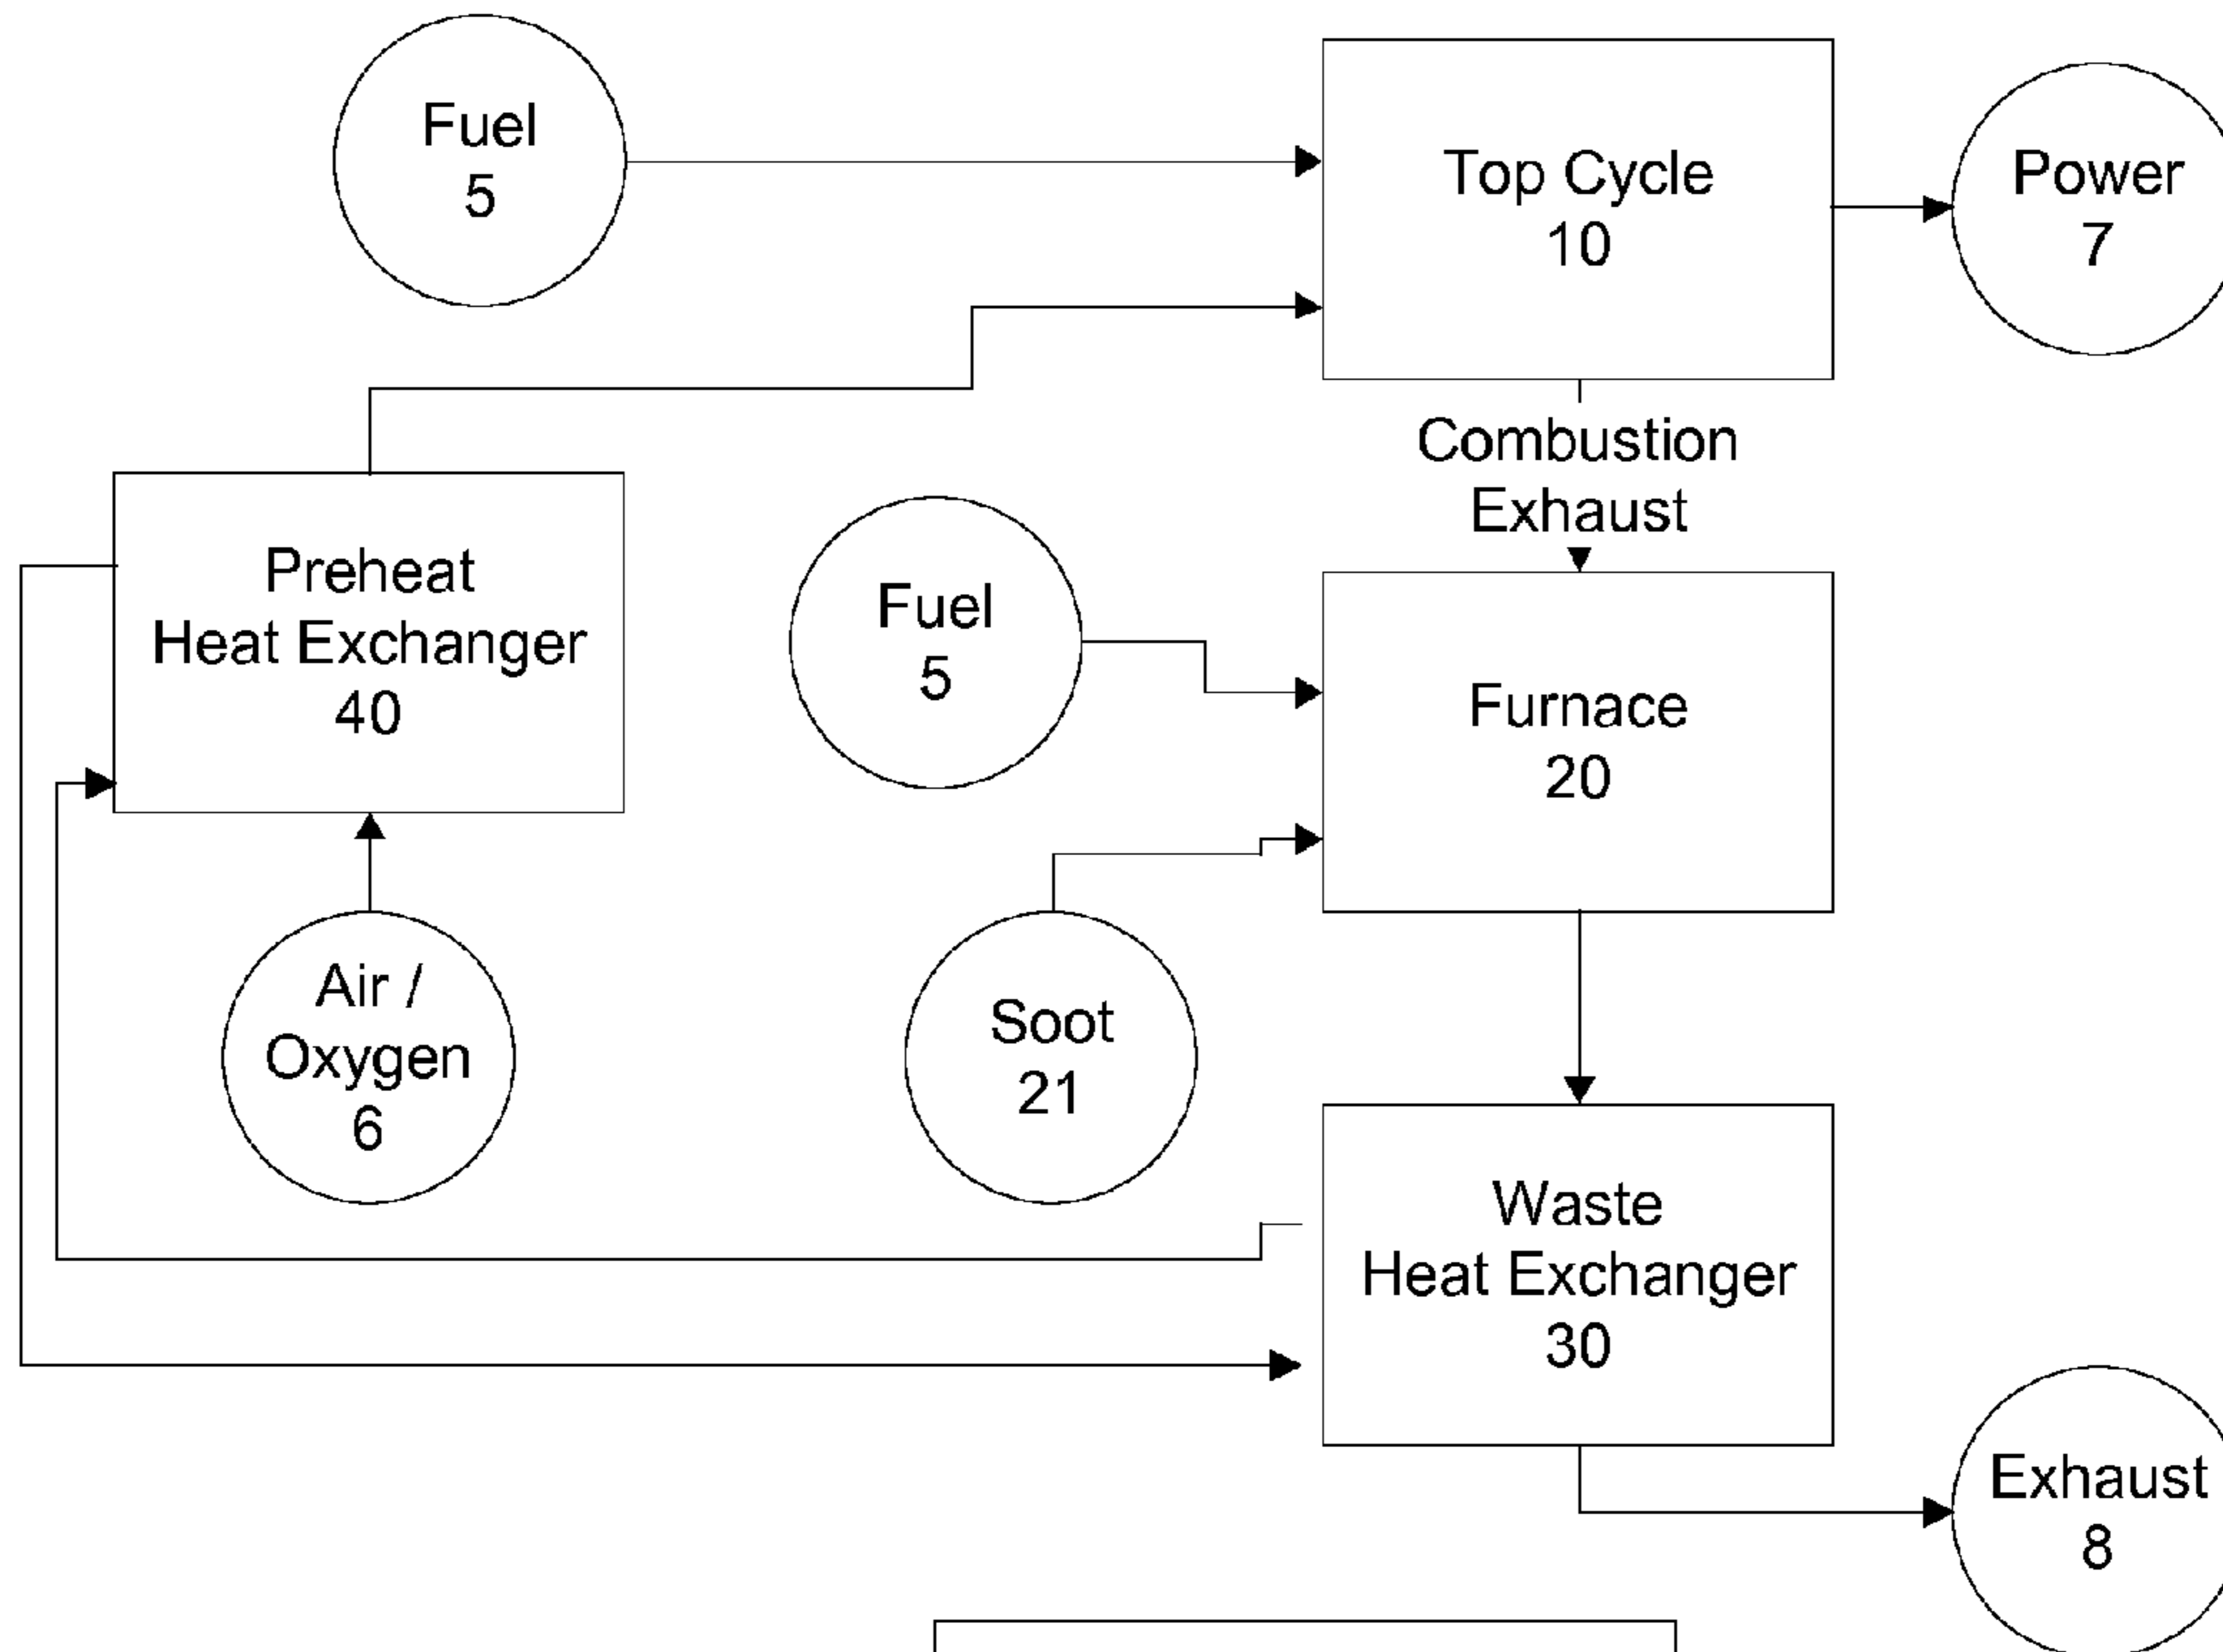 Fuel
5
Top Cycle
10
Power
7
Combustion
Exhaust
Preheat
Heat Exchanger
40
Fuel
5
Furnace
20
Air /
Oxygen
6
Soot
21
Waste
Heat Exchanger
30
Exhaust
8